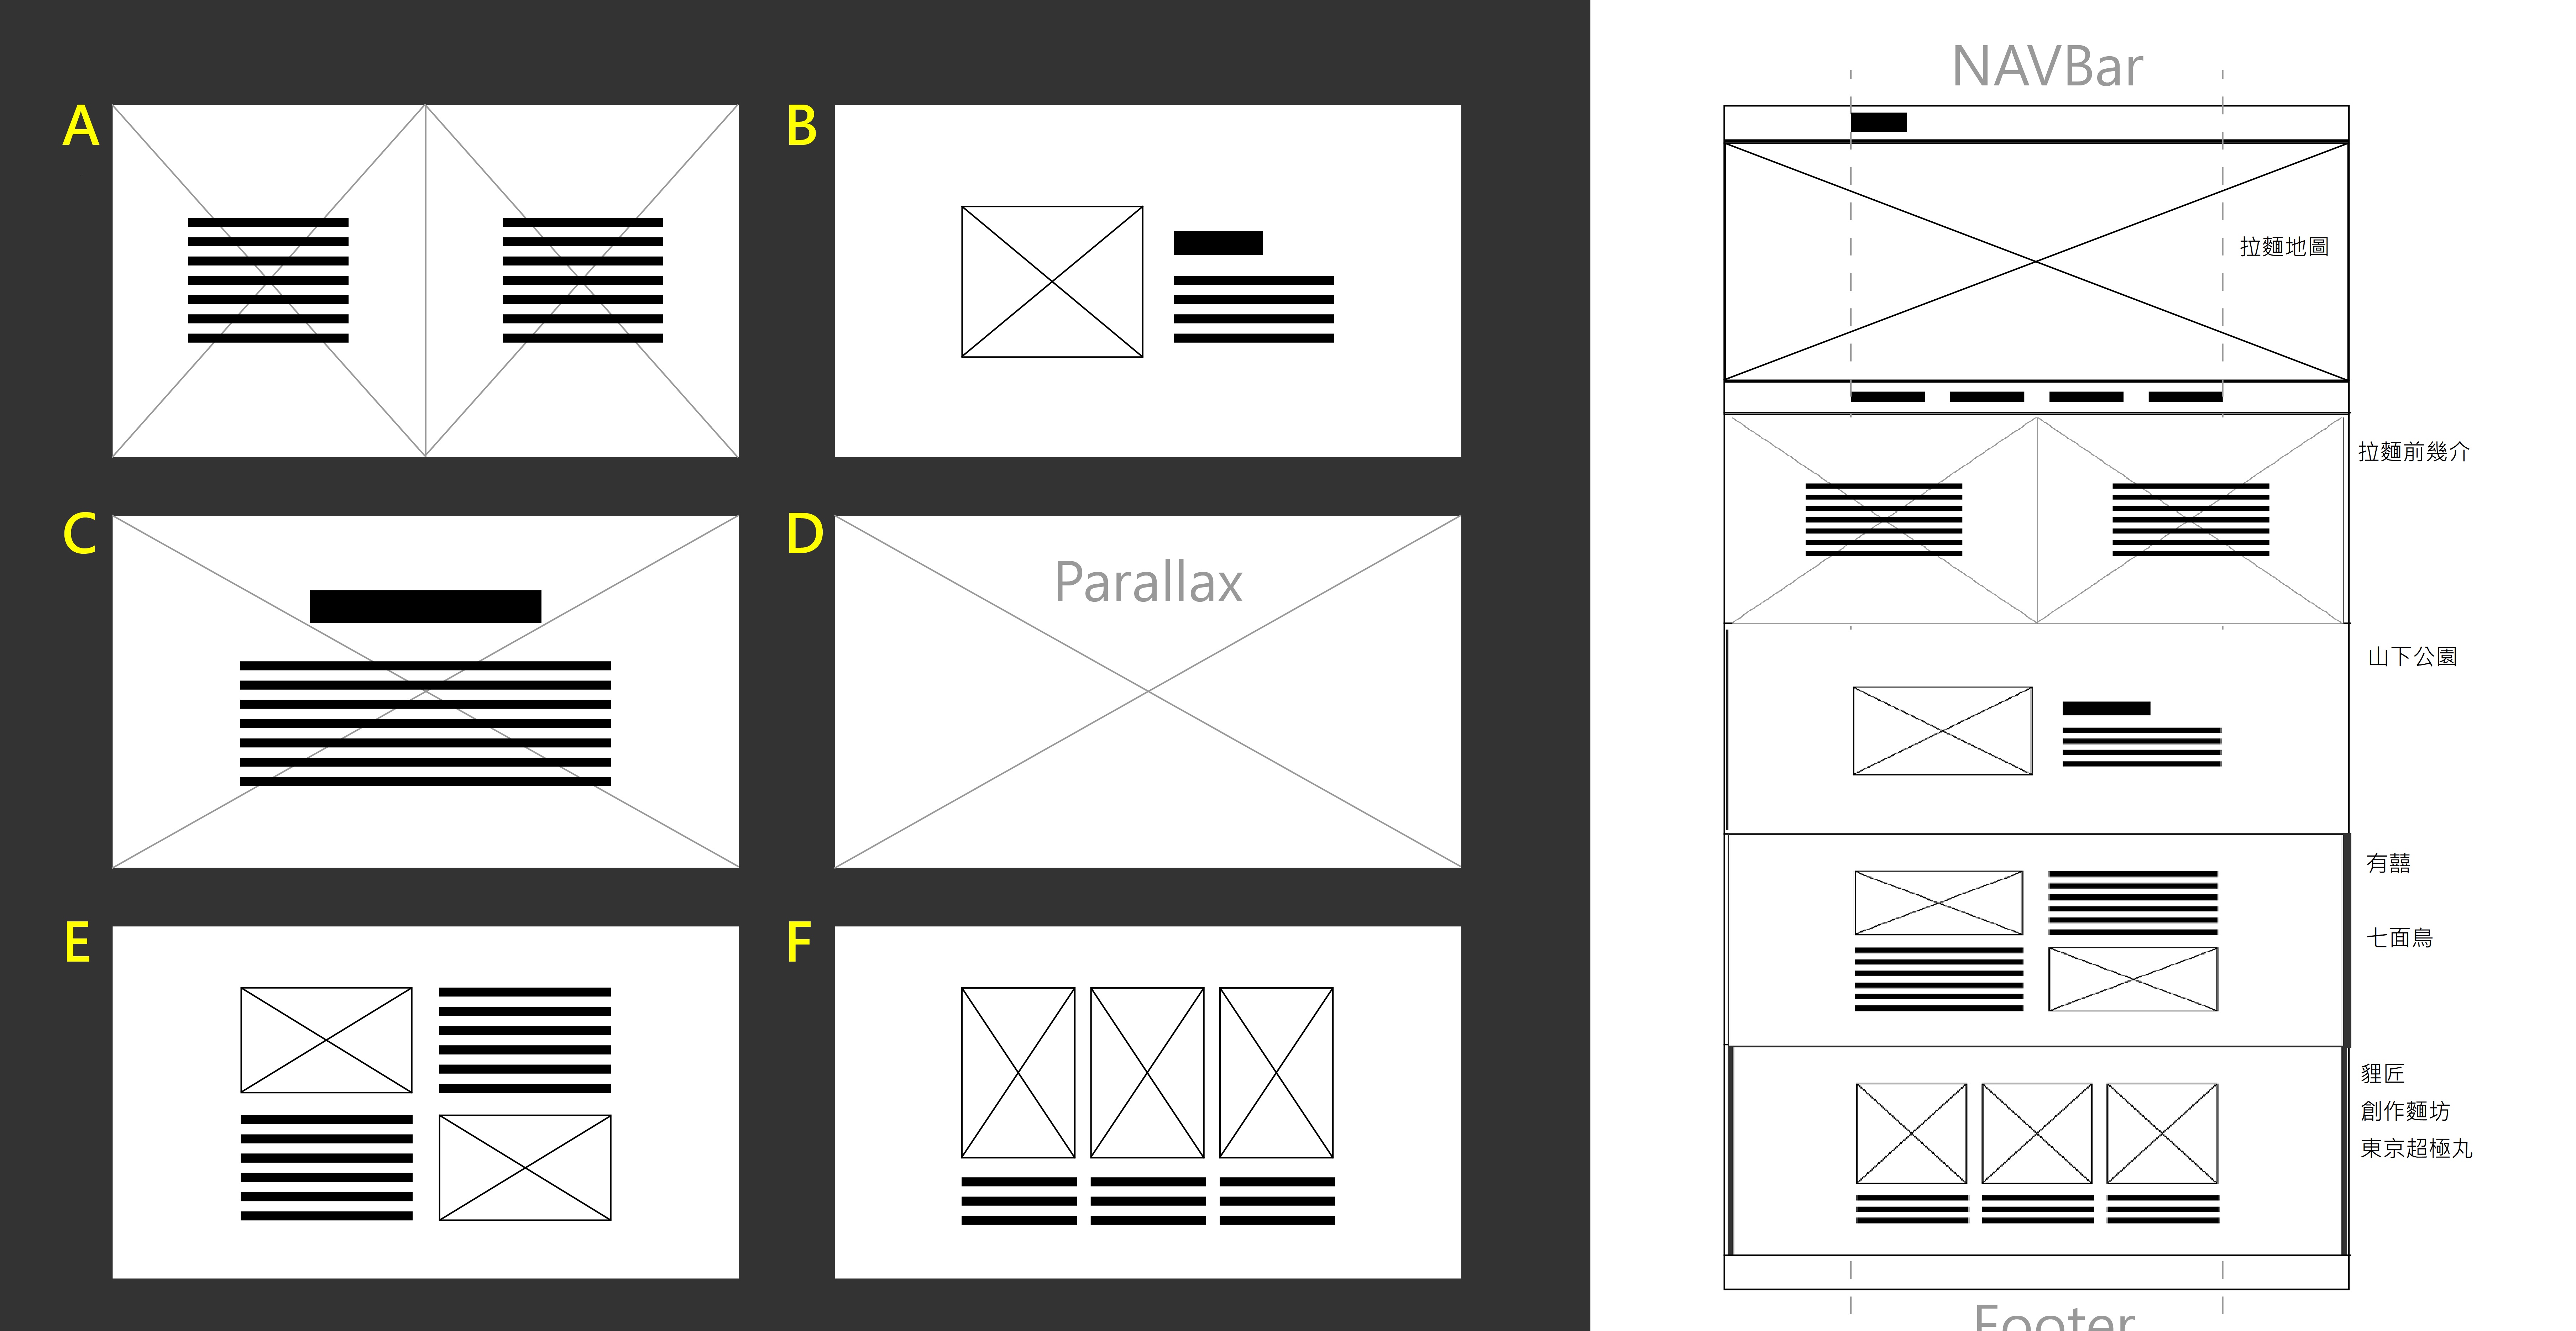 A
B
C
D
Parallax
E
F
NAVBar
拉麵地圖
拉麵前幾介
山下公園
有囍
七面鳥
貍匠
創作麵坊
東京超極丸
Footer